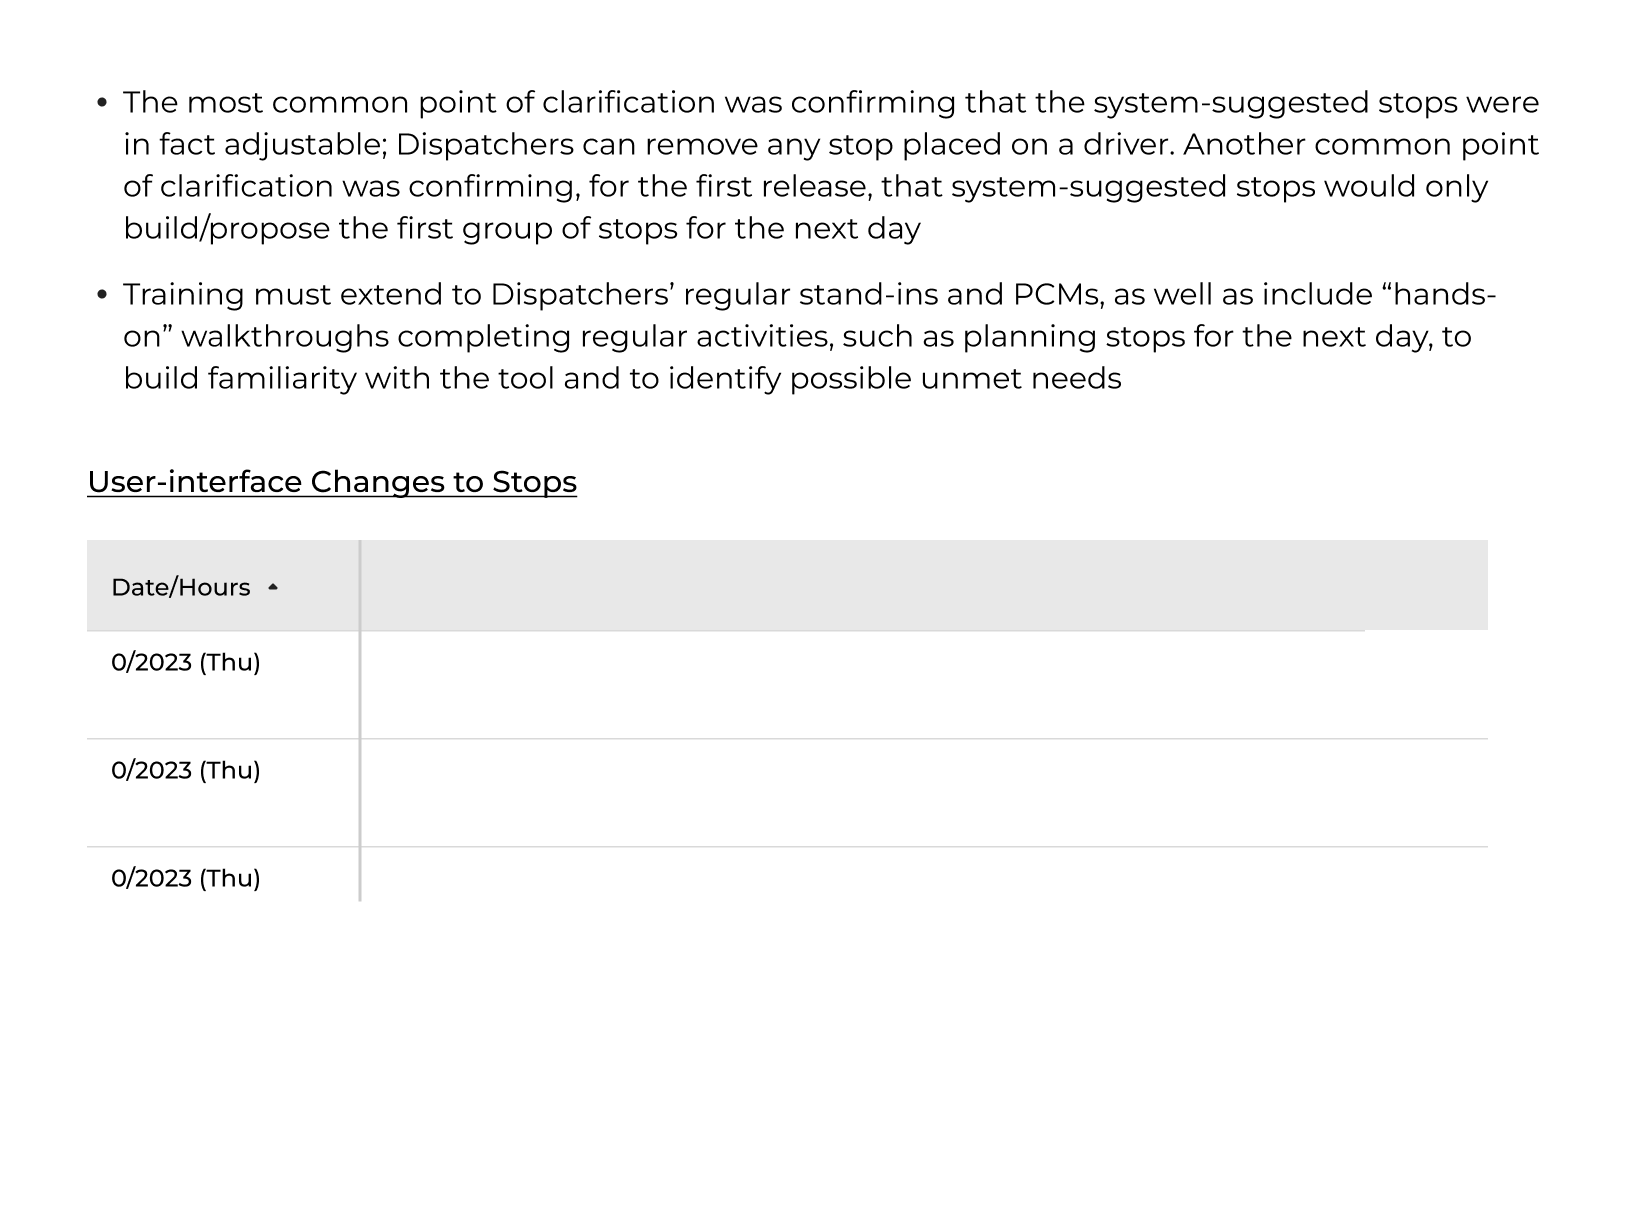 • The most common point of clarification was confirming that the system-suggested stops were
in fact adjustable; Dispatchers can remove any stop placed on a driver. Another common point
of clarification was confirming, for the first release, that system-suggested stops would only
build/propose the first group of stops for the next day
• Training must extend to Dispatchers’ regular stand-ins and PCMs, as well as include “hands-
on” walkthroughs completing regular activities, such as planning stops for the next day, to
build familiarity with the tool and to identify possible unmet needs
User-interface Changes to Stops
Date/Hours
0/2023 (Thu)
0/2023 (Thu)
0/2023 (Thu)